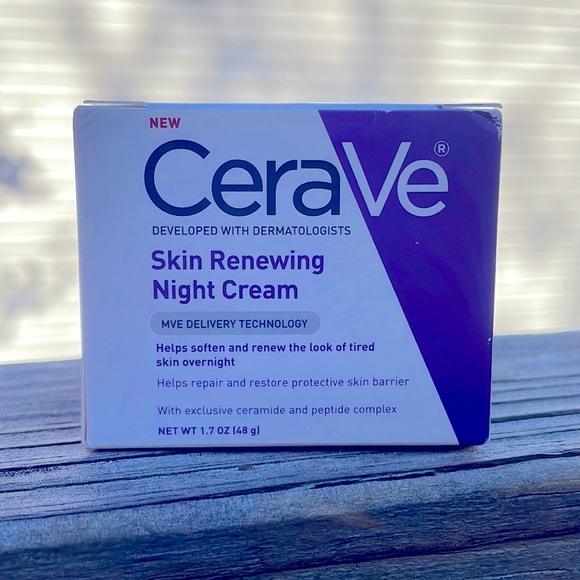 NEW
CeraVe®
DEVELOPED WITH DERMATOLOGISTS
Skin Renewing
Night Cream
MVE DELIVERY TECHNOLOGY
Helps soften and renew the look of tired
skin overnight
Helps repair and restore protective skin barrier
With exclusive ceramide and peptide complex
NET WT 1.7 OZ (48 g)